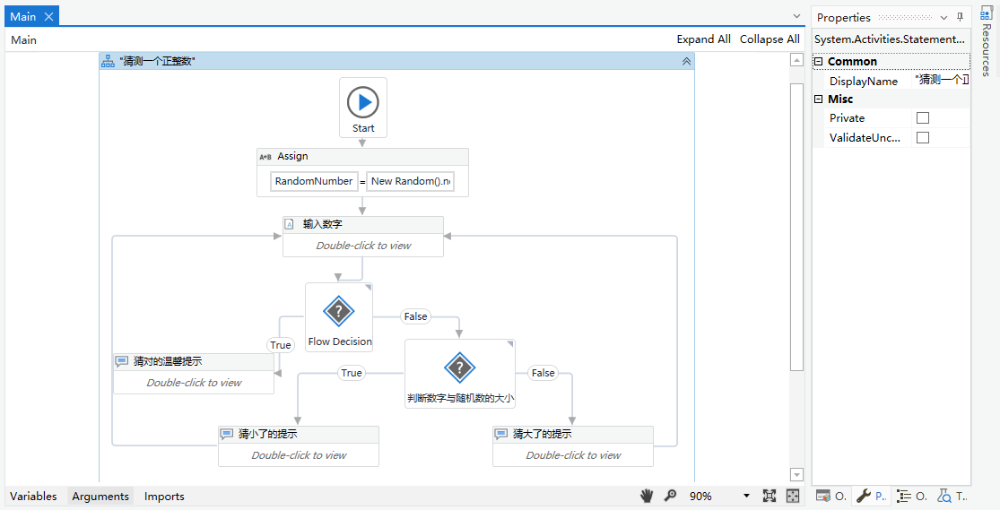 Main
Properties
Main
Expand All Collapse All
System.Activities.Statement...
Resources
"猜测一个正整数"
Common
DisplayName "猜测一个正
Misc
Private
ValidateUnc...
Start
Assign
RandomNumber = New Random().n
输入数字
Double-click to view
Flow Decision
True
False
猜对的温馨提示
Double-click to view
判断数字与随机数的大小
True
False
猜小了的提示
Double-click to view
猜大了的提示
Double-click to view
Variables Arguments Imports
90%
O. P.. O. T..